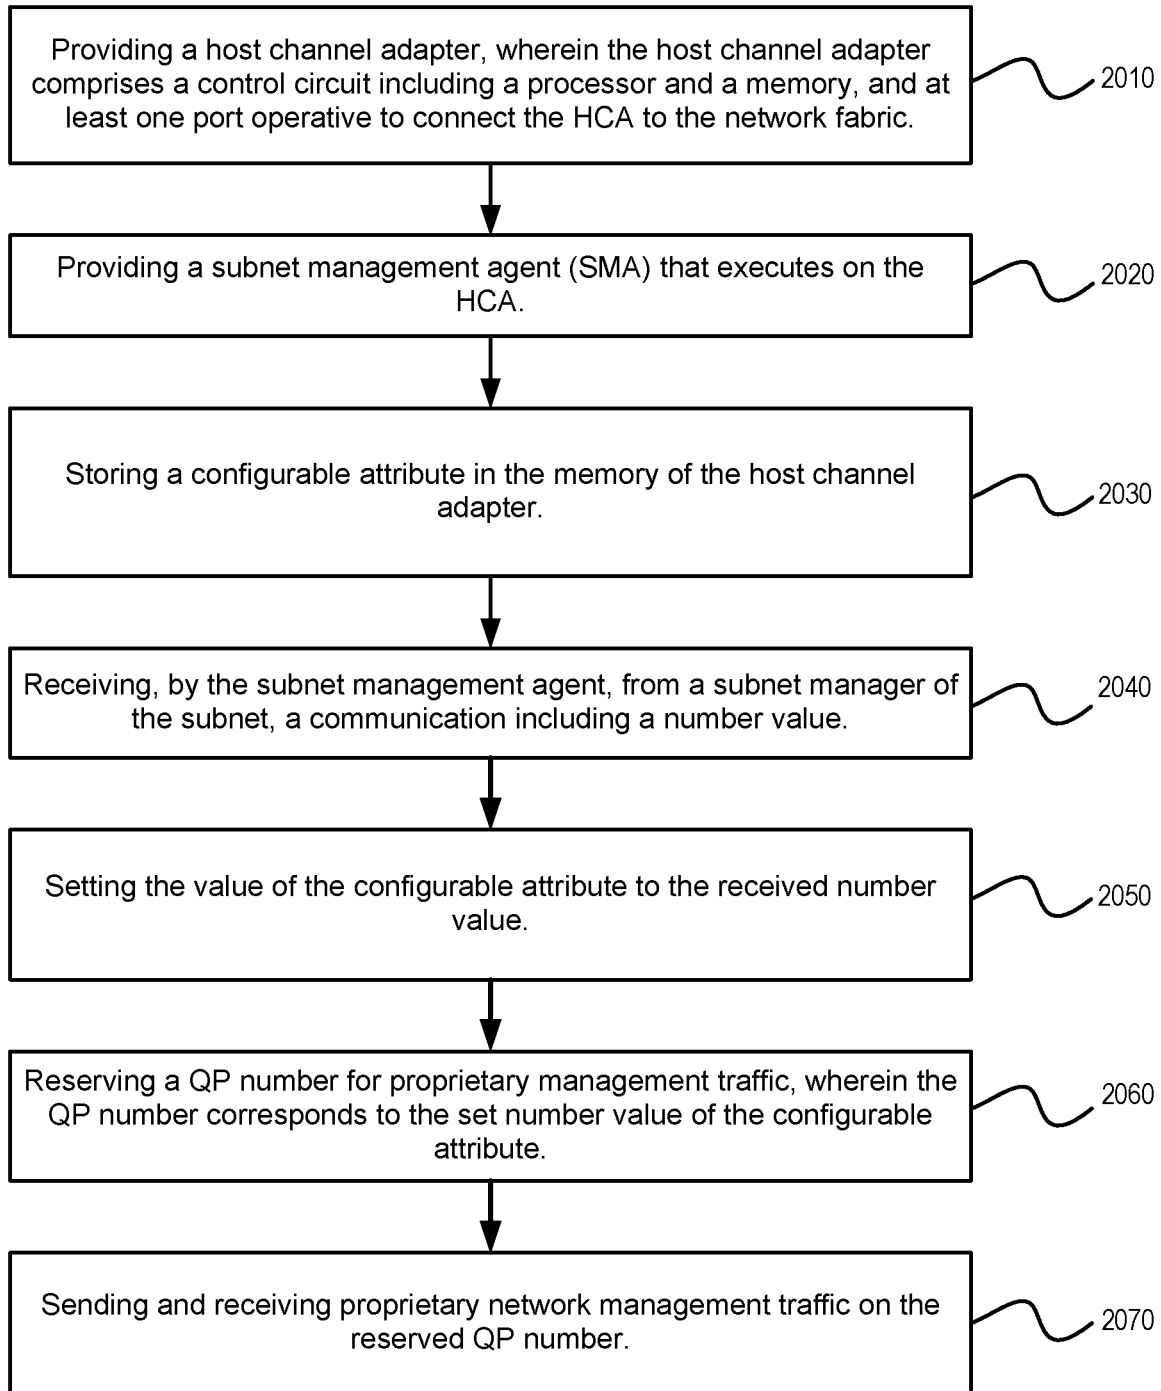 Providing a host channel adapter, wherein the host channel adapter
comprises a control circuit including a processor and a memory, and at
least one port operative to connect the HCA to the network fabric.
2010
Providing a subnet management agent (SMA) that executes on the
HCA.
2020
Storing a configurable attribute in the memory of the host channel
adapter.
2030
Receiving, by the subnet management agent, from a subnet manager of
the subnet, a communication including a number value.
2040
Setting the value of the configurable attribute to the received number
value.
2050
Reserving a QP number for proprietary management traffic, wherein the
QP number corresponds to the set number value of the configurable
attribute.
2060
Sending and receiving proprietary network management traffic on the
reserved QP number.
2070